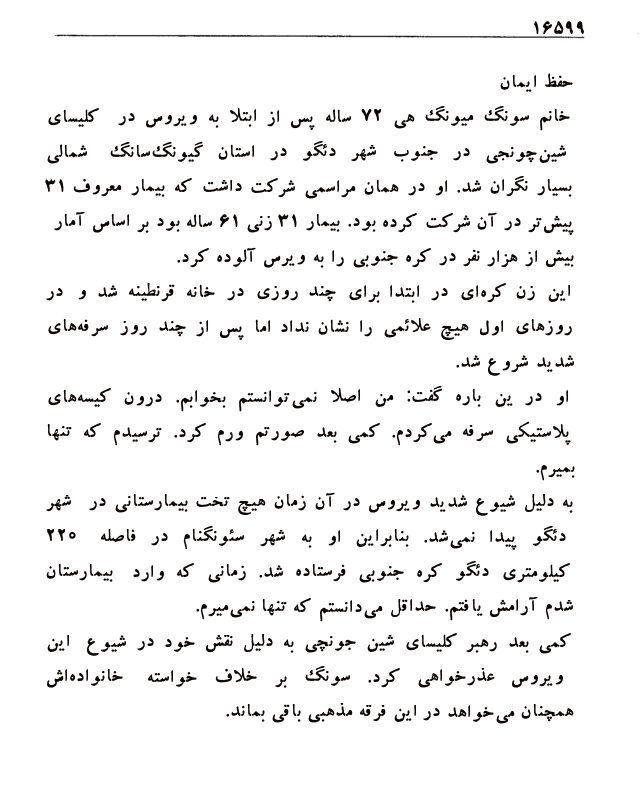 ۱۶۵۹۹
حفظ ایمان
خانم سونگ میونگ هی ۷۲ ساله پس از ابتلا به ویروس در کلیسای
شین‌چونجی در جنوب شهر دئگو در استان گیونگ‌سانگ شمالی
بسیار نگران شد. او در همان مراسمی شرکت داشت که بیمار معروف ۳۱
پیش‌تر در آن شرکت کرده بود. بیمار ۳۱ زنی ۶۱ ساله بود بر اساس آمار
بیش از هزار نفر در کره جنوبی را به ویرس آلوده کرد.
این زن کره‌ای در ابتدا برای چند روزی در خانه قرنطینه شد و در
روزهای اول هیچ علائمی را نشان نداد اما پس از چند روز سرفه‌های
شدید شروع شد.
او در ین باره گفت: من اصلا نمی‌توانستم بخوابم. درون کیسه‌های
پلاستیکی سرفه می‌کردم. کمی بعد صورتم ورم کرد. ترسیدم که تنها
بمیرم.
به دلیل شیوع شدید ویروس در آن زمان هیچ تخت بیمارستانی در شهر
دئگو پیدا نمی‌شد. بنابراین او به شهر سئونگنام در فاصله ۲۲۰
کیلومتری دئگو کره جنوبی فرستاده شد. زمانی که وارد بیمارستان
شدم آرامش یافتم. حداقل می‌دانستم که تنها نمی‌میرم.
کمی بعد رهبر کلیسای شین جونچی به دلیل نقش خود در شیوع این
ویروس عذرخواهی کرد. سونگ بر خلاف خواسته خانواده‌اش
همچنان می‌خواهد در این فرقه مذهبی باقی بماند.